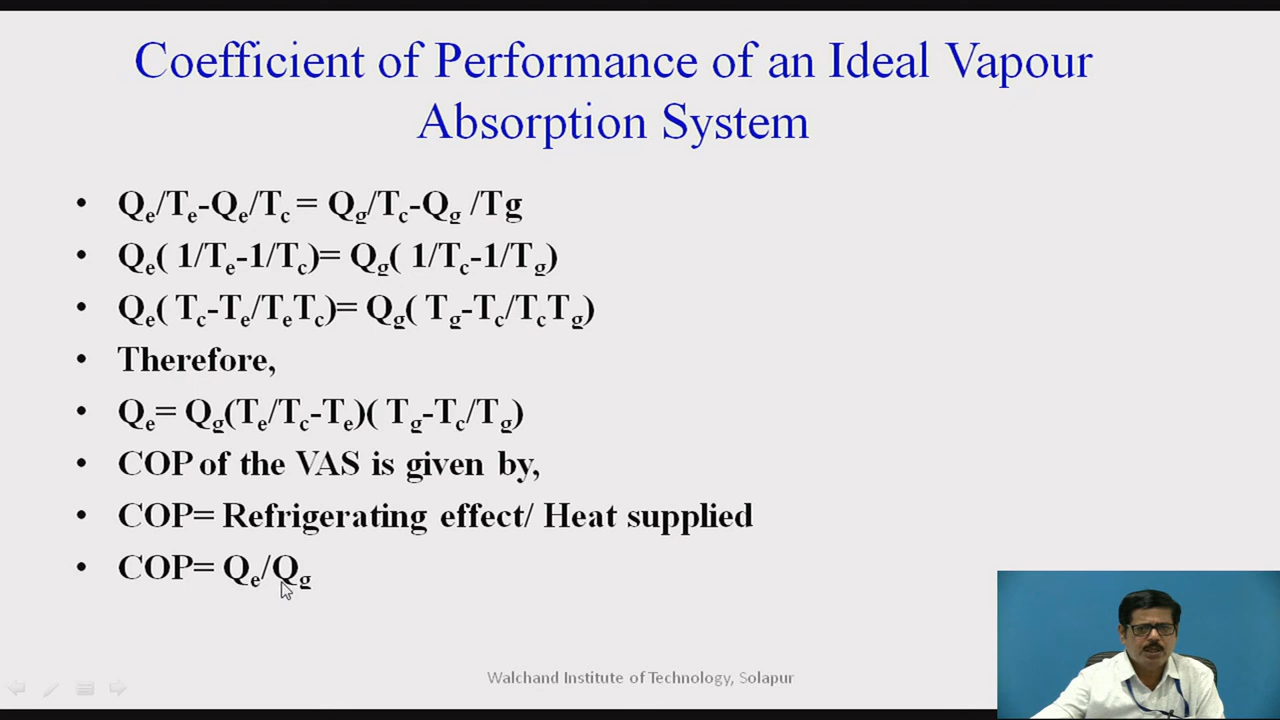 Coefficient of Performance of an Ideal Vapour
Absorption System
• Qe/Te-Qe/Tc = Qg/Tc-Qg /Tg
• Qe( 1/Te-1/Tc)= Qg( 1/Tc-1/Tg)
• Qe( Tc-Te/TeTc)= Qg( Tg-Tc/TcTg)
• Therefore,
• Qe= Qg(Te/Tc-Te)( Tg-Tc/Tg)
• COP of the VAS is given by,
• COP= Refrigerating effect/ Heat supplied
• COP= Qe/Qg
Walchand Institute of Technology, Solapur